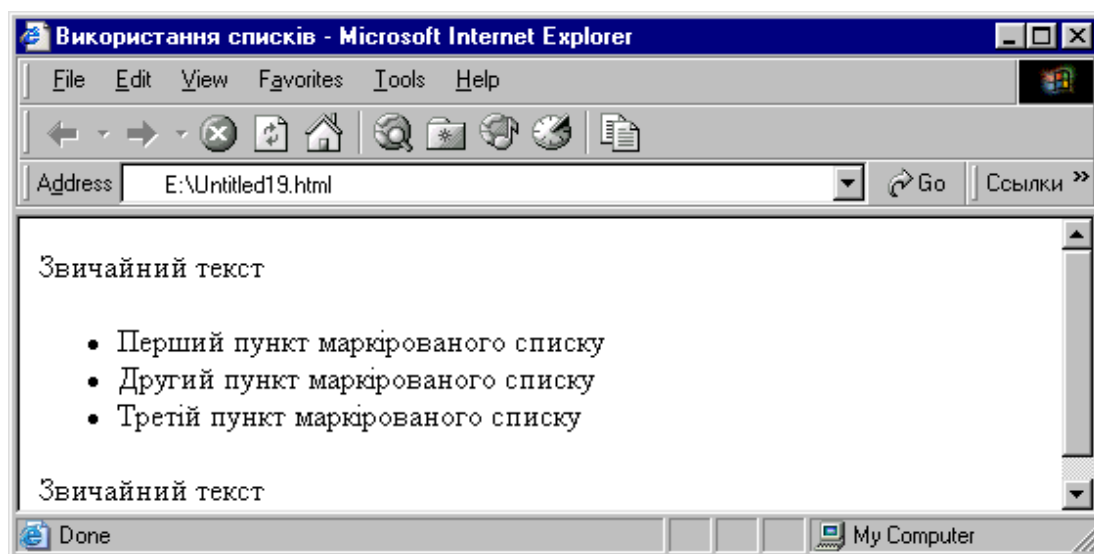 Використання списків - Microsoft Internet Explorer
File Edit View Favorites Tools Help
Address E:\Untitled19.html Go Ссылки »
Звичайний текст
• Перший пункт маркірованого списку
• Другий пункт маркірованого списку
• Третій пункт маркірованого списку
Звичайний текст
Done My Computer